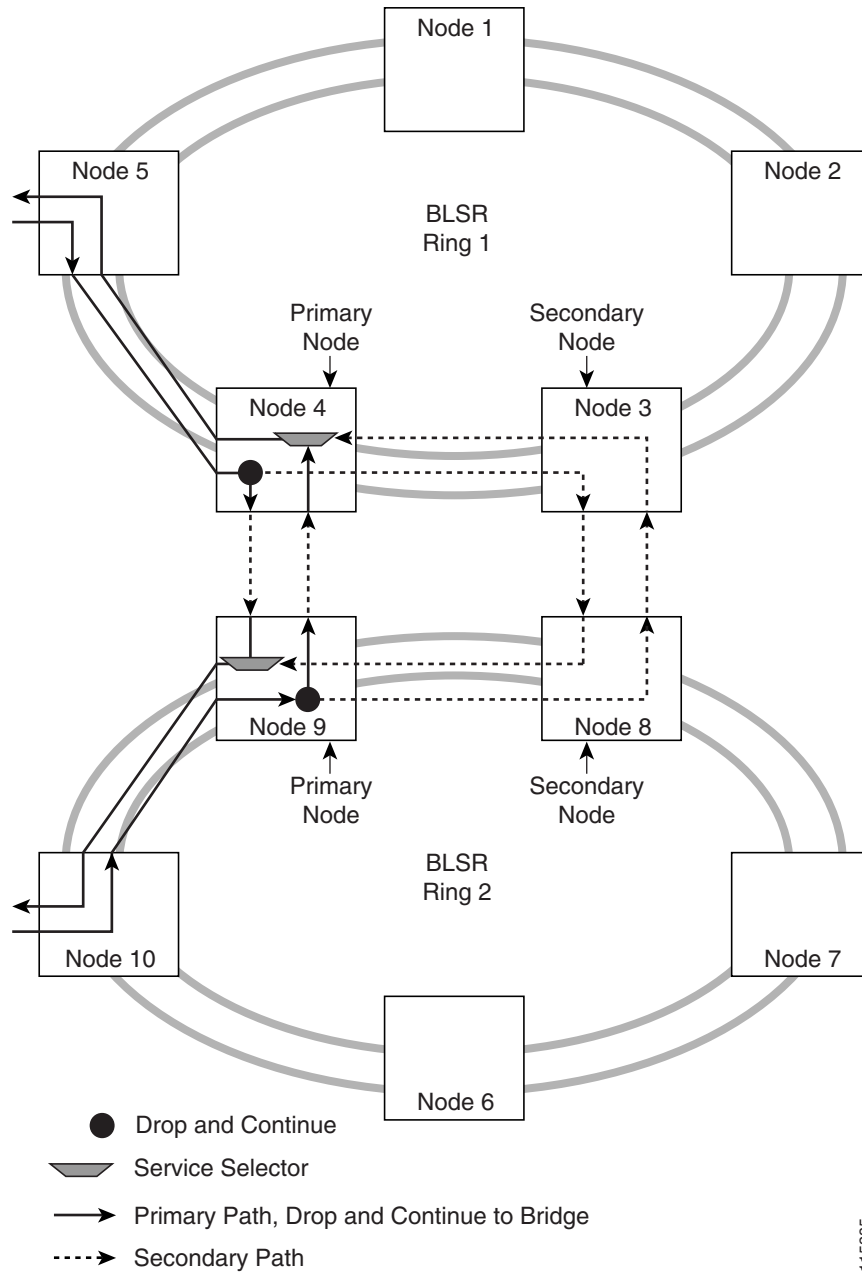 Node 1
Node 5
Node 2
BLSR
Ring 1
Primary
Node
Secondary
Node
Node 4
Node 3
Node 9
Node 8
Primary
Node
Secondary
Node
BLSR
Ring 2
Node 10
Node 7
Node 6
Drop and Continue
Service Selector
Primary Path, Drop and Continue to Bridge
Secondary Path